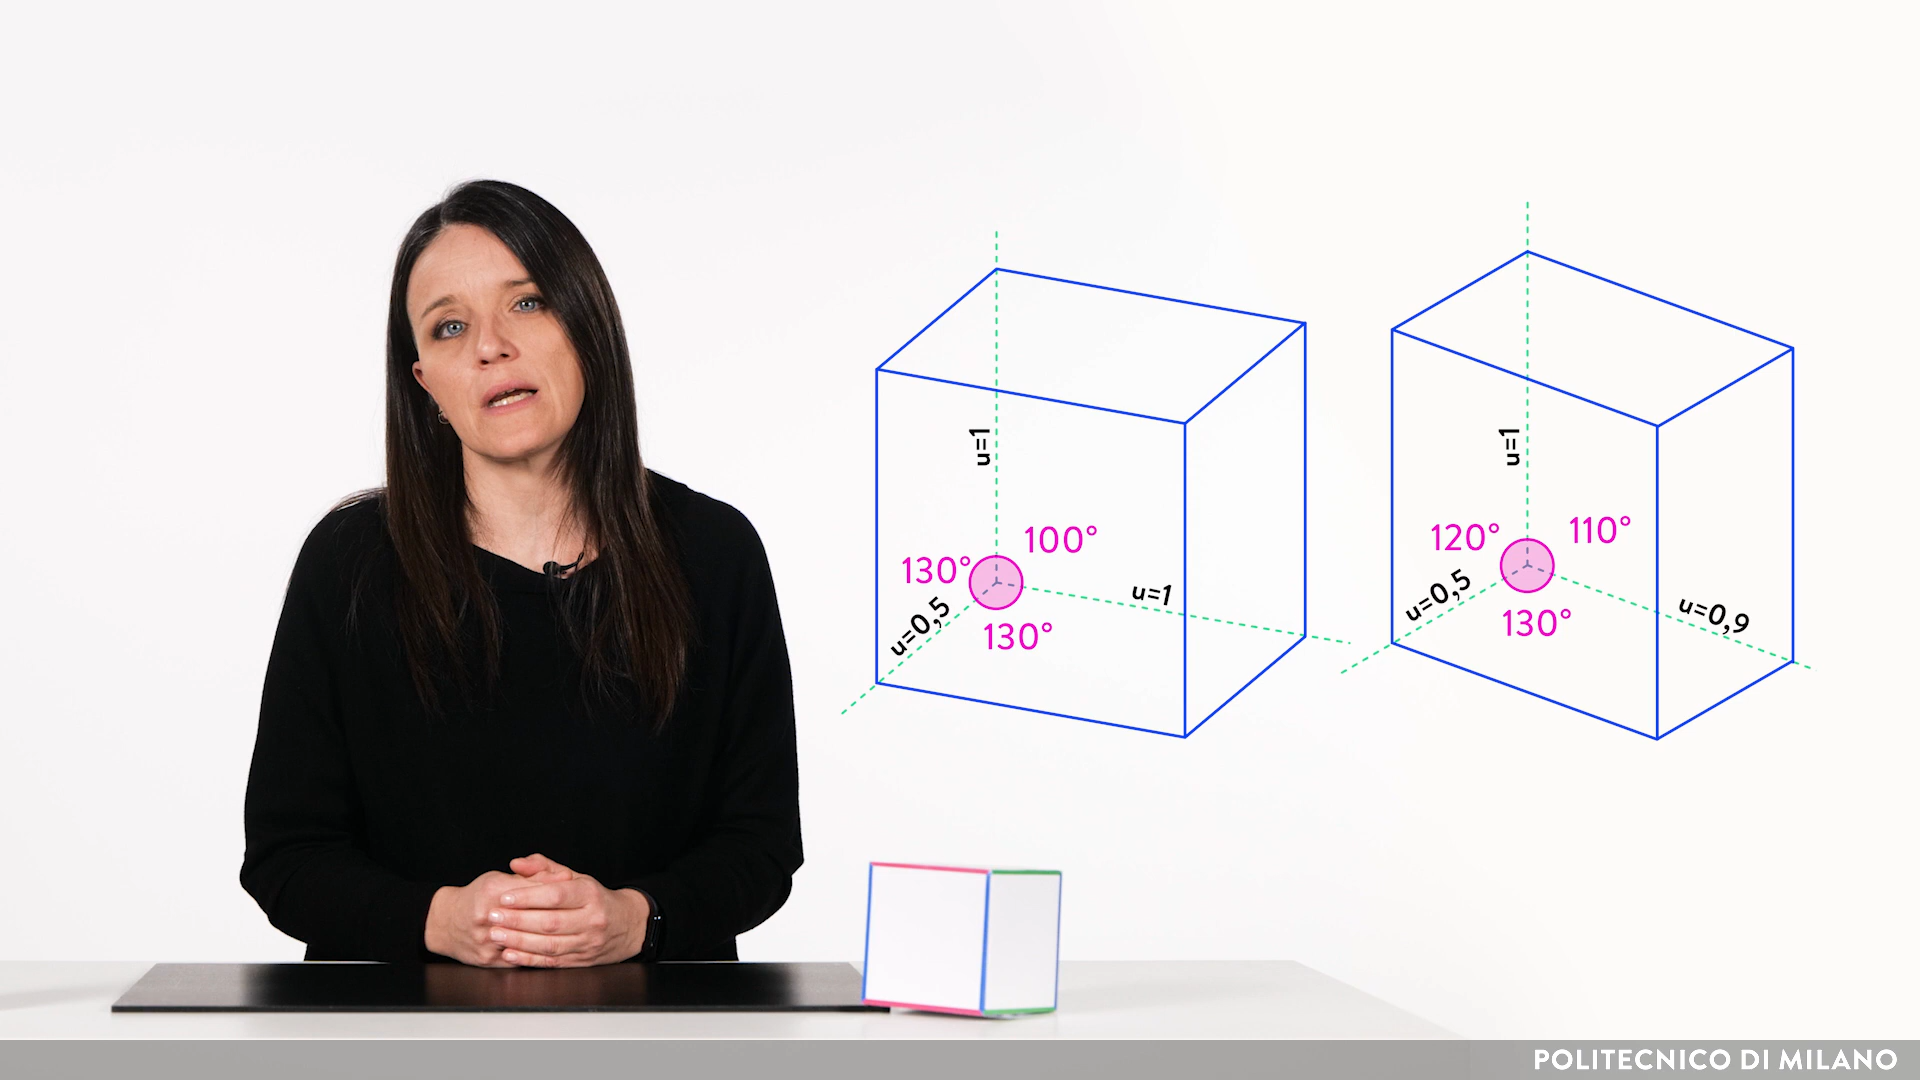 u=1
100°
130°
u=0,5
u=1
130°
u=1
120°
110°
u=0,5
u=0,9
130°
POLITECNICO DI MILANO